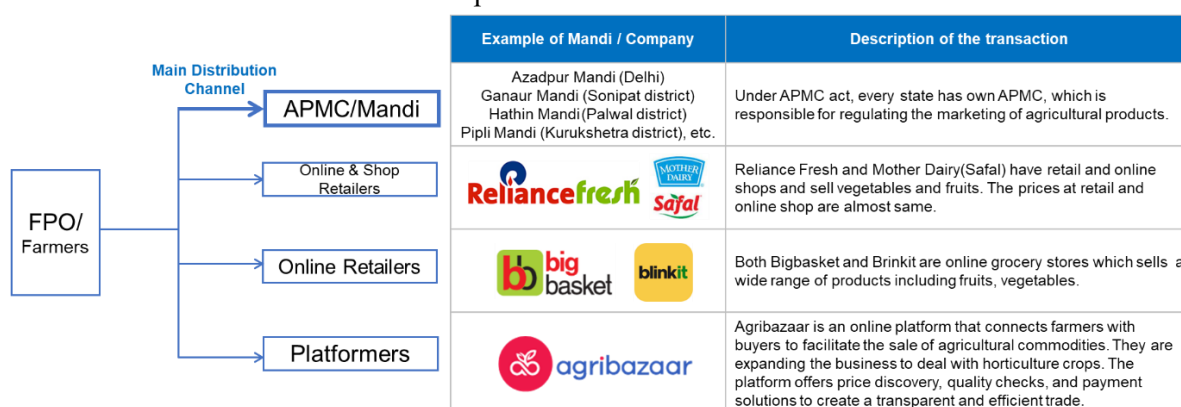 Example of Mandi / Company
Description of the transaction
Main Distribution
Channel
FPO/
Farmers
APMC/Mandi
Azadpur Mandi (Delhi)
Ganaur Mandi (Sonipat district)
Hathin Mandi (Palwal district)
Pipli Mandi (Kurukshetra district), etc.
Under APMC act, every state has own APMC, which is
responsible for regulating the marketing of agricultural products.
Online & Shop
Retailers
Reliancefresh
MOTHER
DAIRY
Safal
Reliance Fresh and Mother Dairy(Safal) have retail and online
shops and sell vegetables and fruits. The prices at retail and
online shop are almost same.
Online Retailers
bb
big
basket
blinkit
Both Bigbasket and Brinkit are online grocery stores which sells a
wide range of products including fruits, vegetables.
Platformers
agribazaar
Agribazaar is an online platform that connects farmers with
buyers to facilitate the sale of agricultural commodities. They are
expanding the business to deal with horticulture crops. The
platform offers price discovery, quality checks, and payment
solutions to create a transparent and efficient trade.